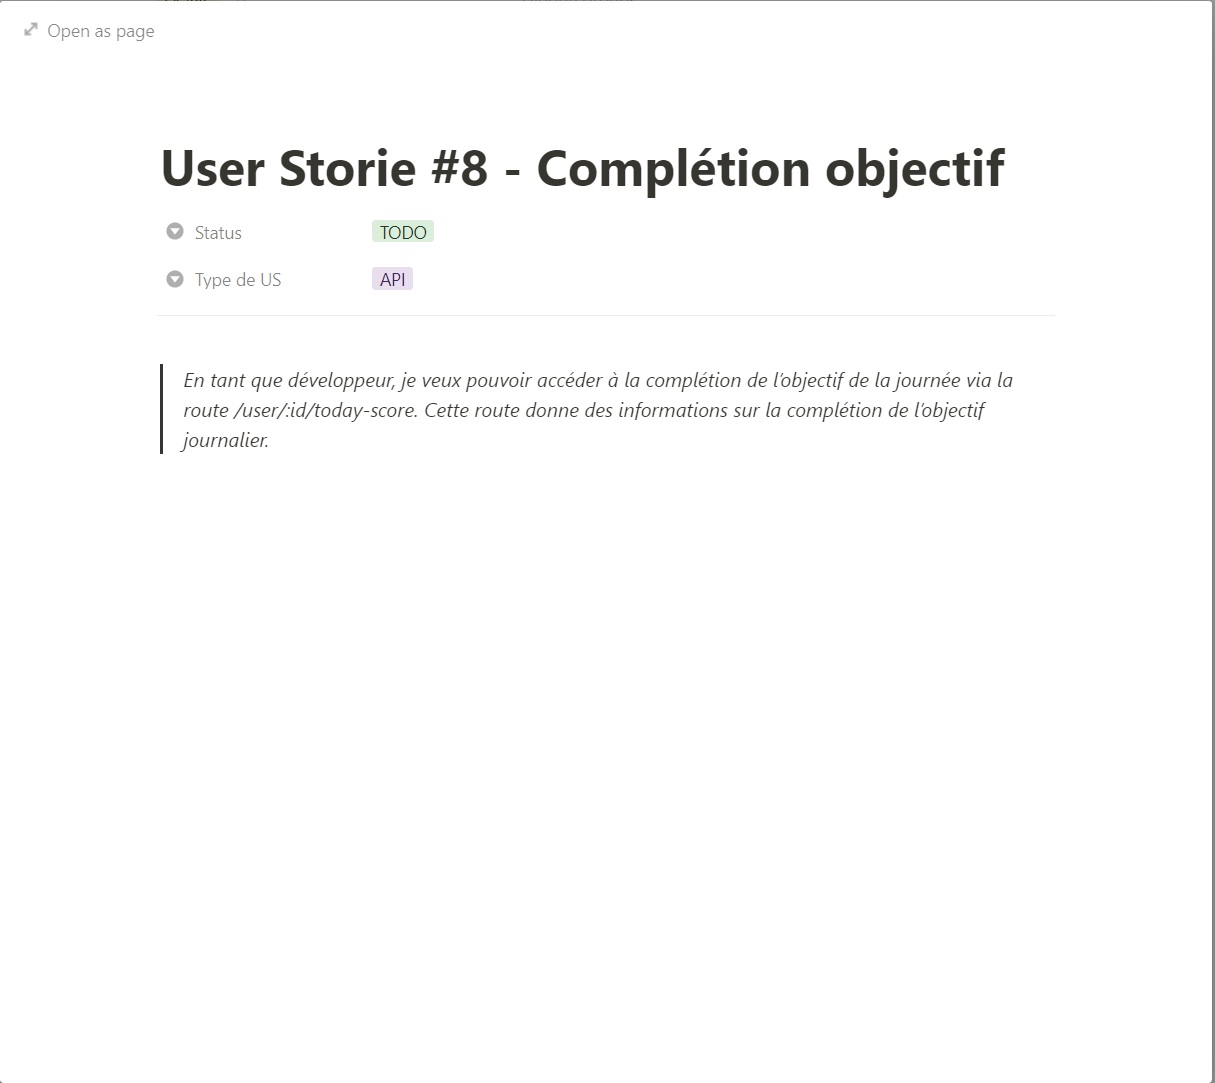 Open as page
User Storie #8 - Complétion objectif
Status TODO
Type de US API
En tant que développeur, je veux pouvoir accéder à la complétion de l’objectif de la journée via la
route /user/:id/today-score. Cette route donne des informations sur la complétion de l’objectif
journalier.